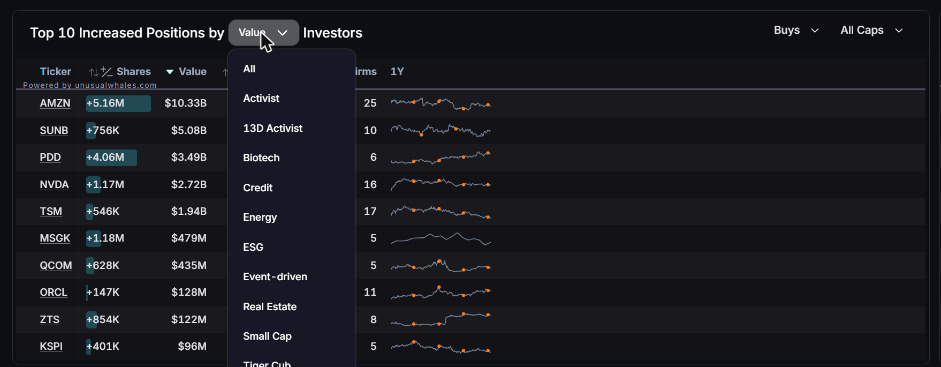 Top 10 Increased Positions by Value Investors
Buys All Caps
Ticker +/- Shares Value irms 1Y
Powered by unusualwhales.com
AMZN +5.16M $10.33B 25
SUNB +756K $5.08B 10
PDD +4.06M $3.49B 6
NVDA +1.17M $2.72B 16
TSM +546K $1.94B 17
MSGK +1.18M $479M 5
QCOM +628K $435M 5
ORCL +147K $128M 11
ZTS +854K $122M 8
KSPI +401K $96M 5
All
Activist
13D Activist
Biotech
Credit
Energy
ESG
Event-driven
Real Estate
Small Cap
Tiger Cub